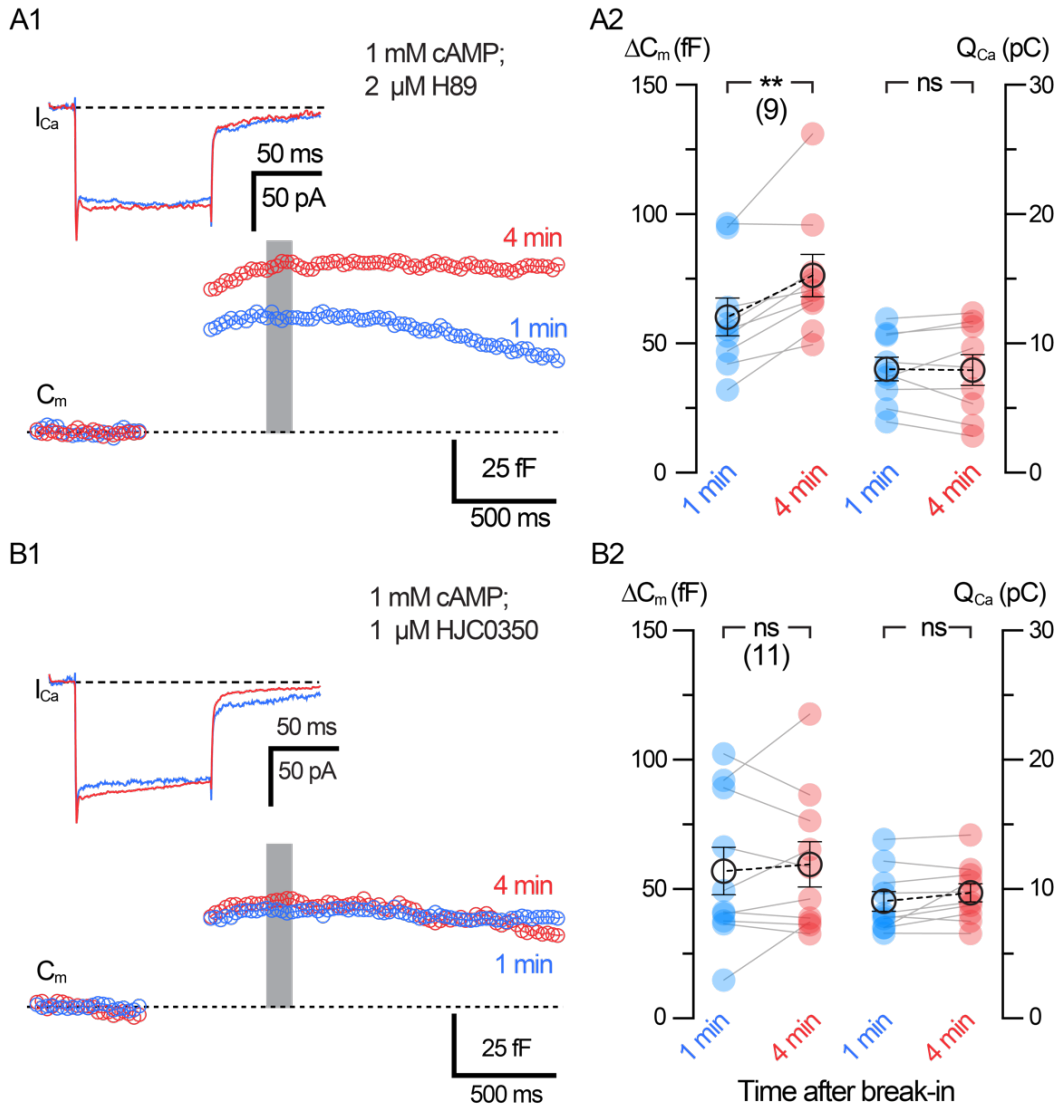 A1
1 mM cAMP;
2 µM H89
I_Ca
50 ms
50 pA
4 min
1 min
C_m
25 fF
500 ms
A2
ΔC_m (fF)
Q_Ca (pC)
150
30
**
(9)
ns
100
20
50
10
0
0
1 min
4 min
1 min
4 min
B1
1 mM cAMP;
1 µM HJC0350
I_Ca
50 ms
50 pA
4 min
1 min
C_m
25 fF
500 ms
B2
ΔC_m (fF)
Q_Ca (pC)
150
30
ns
(11)
ns
100
20
50
10
0
0
1 min
4 min
1 min
4 min
Time after break-in